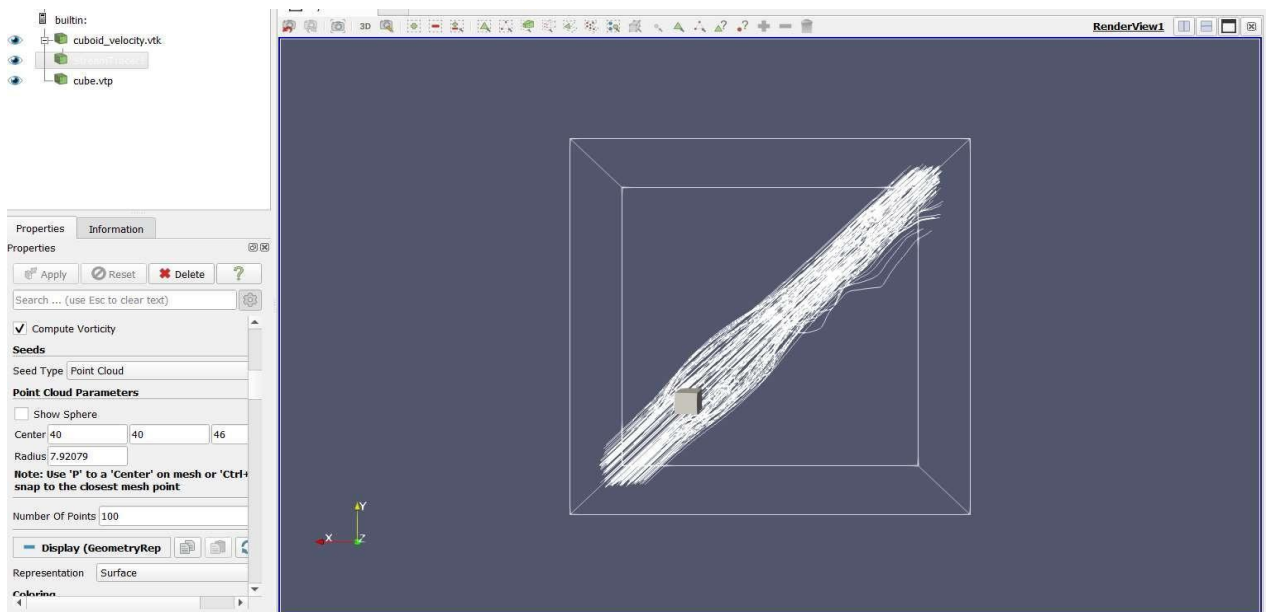 builtin:
3D
RenderView1
cuboid_velocity.vtk
cube.vtp
Properties
Information
Properties
Apply
Reset
Delete
?
Search ... (use Esc to clear text)
Compute Vorticity
Seeds
Seed Type Point Cloud
Point Cloud Parameters
Show Sphere
Center 40 40 46
Radius 7.92079
Note: Use 'P' to a 'Center' on mesh or 'Ctrl+
snap to the closest mesh point
Number Of Points 100
Display (GeometryRep
Representation Surface
Coloring
Y
X
Z